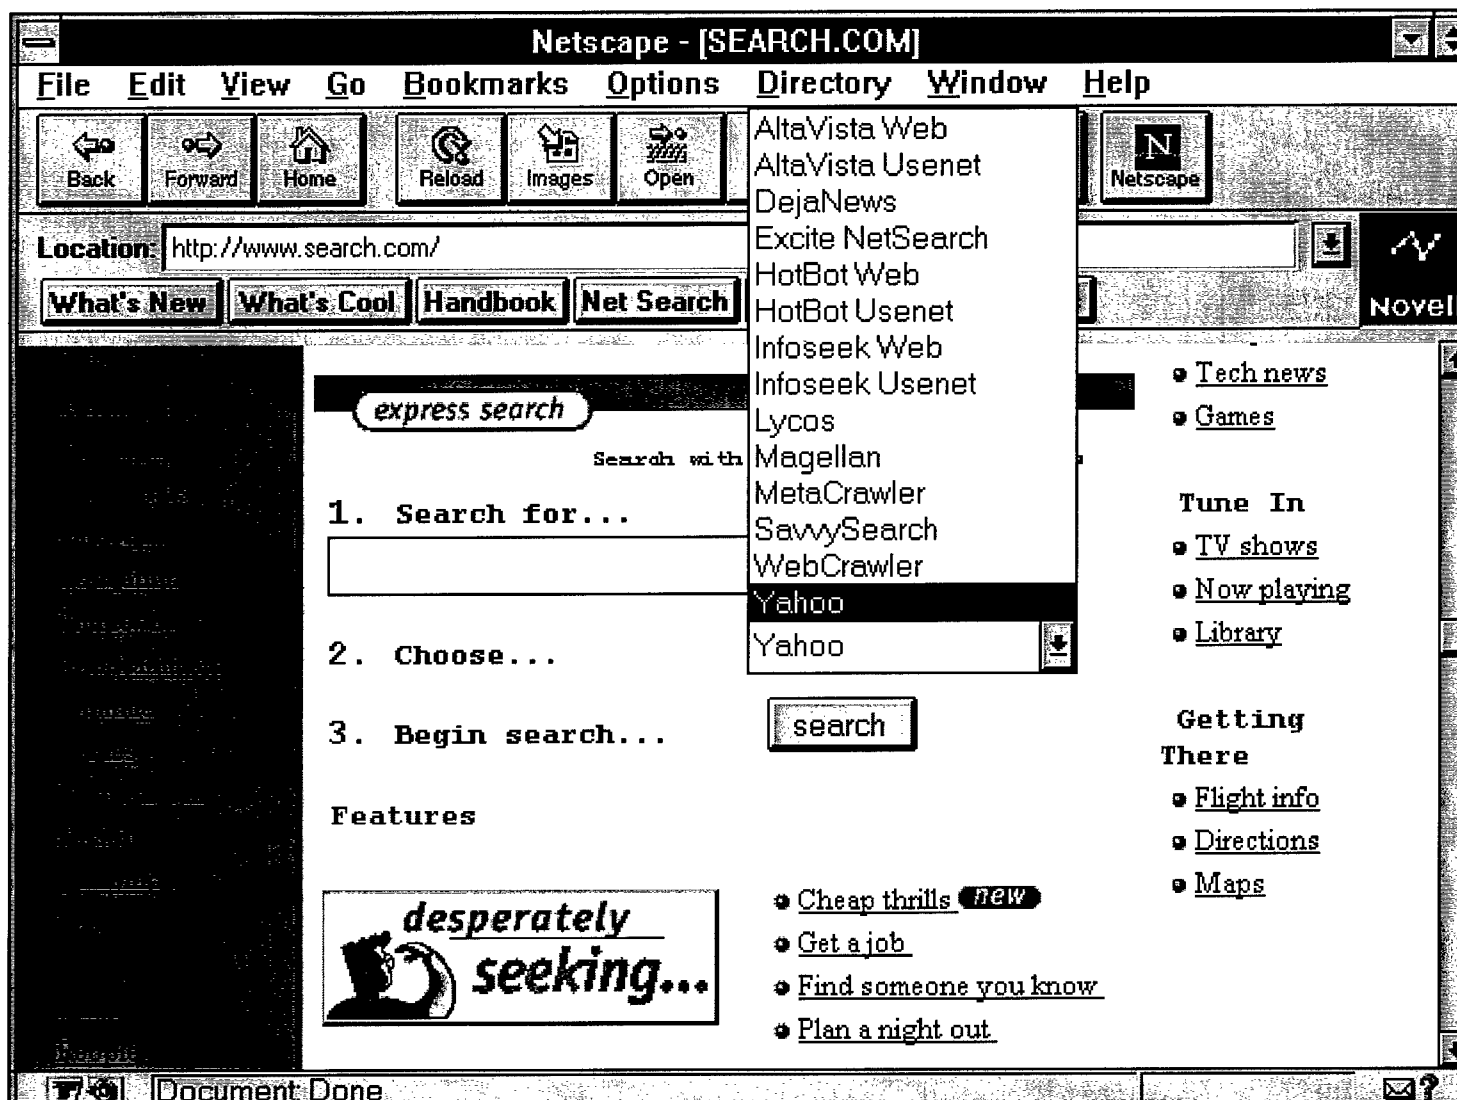 Netscape - [SEARCH.COM]
File Edit View Go Bookmarks Options Directory Window Help
Back Forward Home Reload Images Open Netscape
Location: http://www.search.com/
What's New What's Cool Handbook Net Search
Novell
AltaVista Web
AltaVista Usenet
DejaNews
Excite NetSearch
HotBot Web
HotBot Usenet
Infoseek Web
Infoseek Usenet
Lycos
Magellan
MetaCrawler
SavvySearch
WebCrawler
Yahoo
Yahoo
express search
Search with
1. Search for...
2. Choose...
3. Begin search...
search
Features
desperately
seeking...
Cheap thrills new
Get a job
Find someone you know
Plan a night out
Tech news
Games
Tune In
TV shows
Now playing
Library
Getting
There
Flight info
Directions
Maps
Document: Done